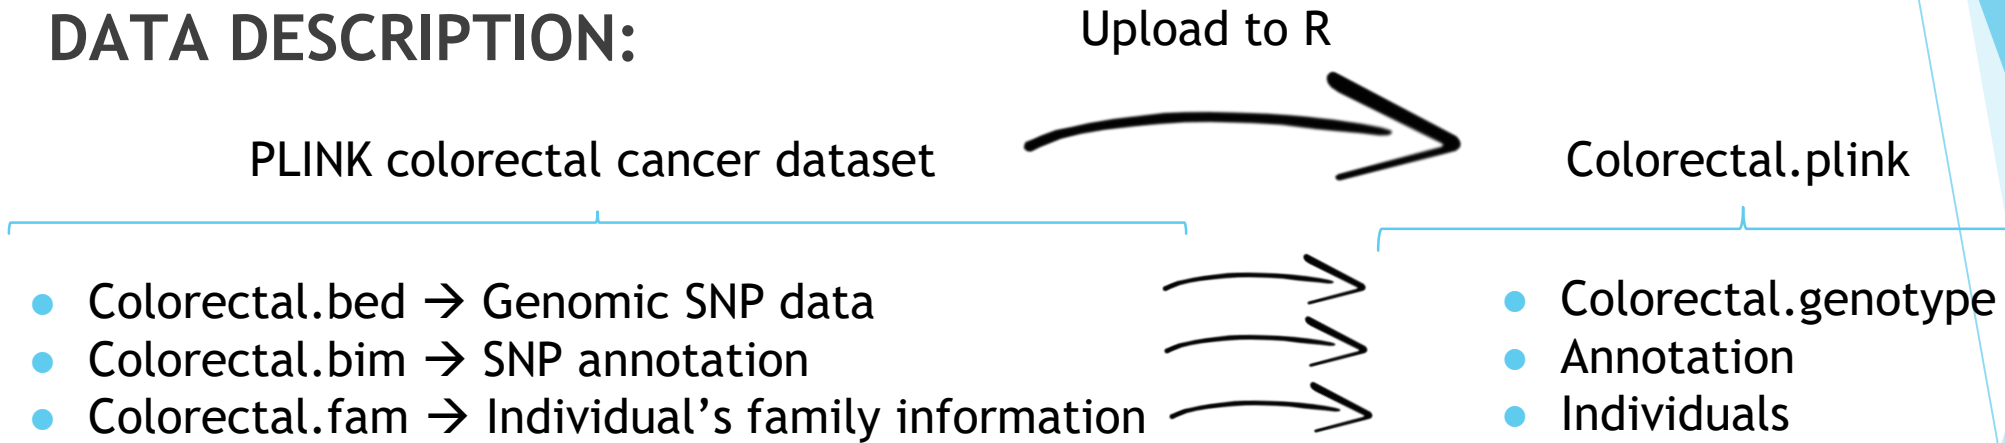 DATA DESCRIPTION:
Upload to R
PLINK colorectal cancer dataset
Colorectal.plink
● Colorectal.bed → Genomic SNP data
● Colorectal.bim → SNP annotation
● Colorectal.fam → Individual’s family information
● Colorectal.genotype
● Annotation
● Individuals